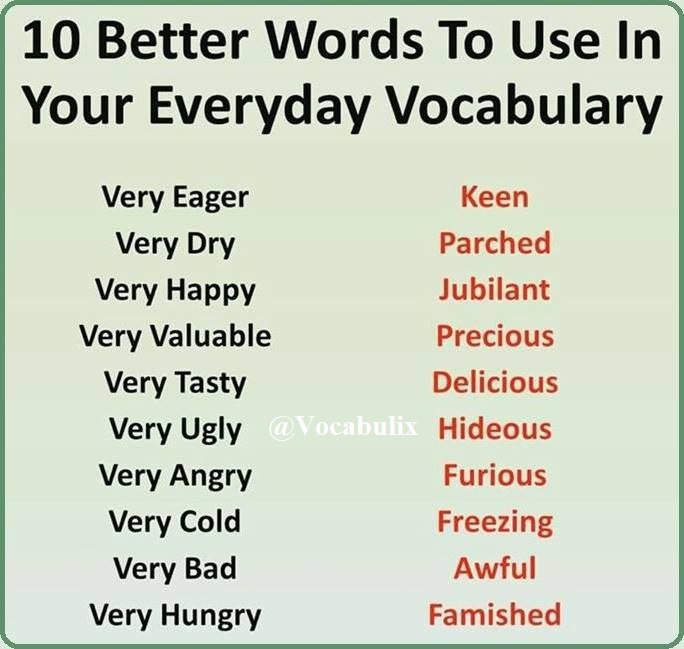 10 Better Words To Use In
Your Everyday Vocabulary
Very Eager Keen
Very Dry Parched
Very Happy Jubilant
Very Valuable Precious
Very Tasty Delicious
Very Ugly @Vocabulix Hideous
Very Angry Furious
Very Cold Freezing
Very Bad Awful
Very Hungry Famished